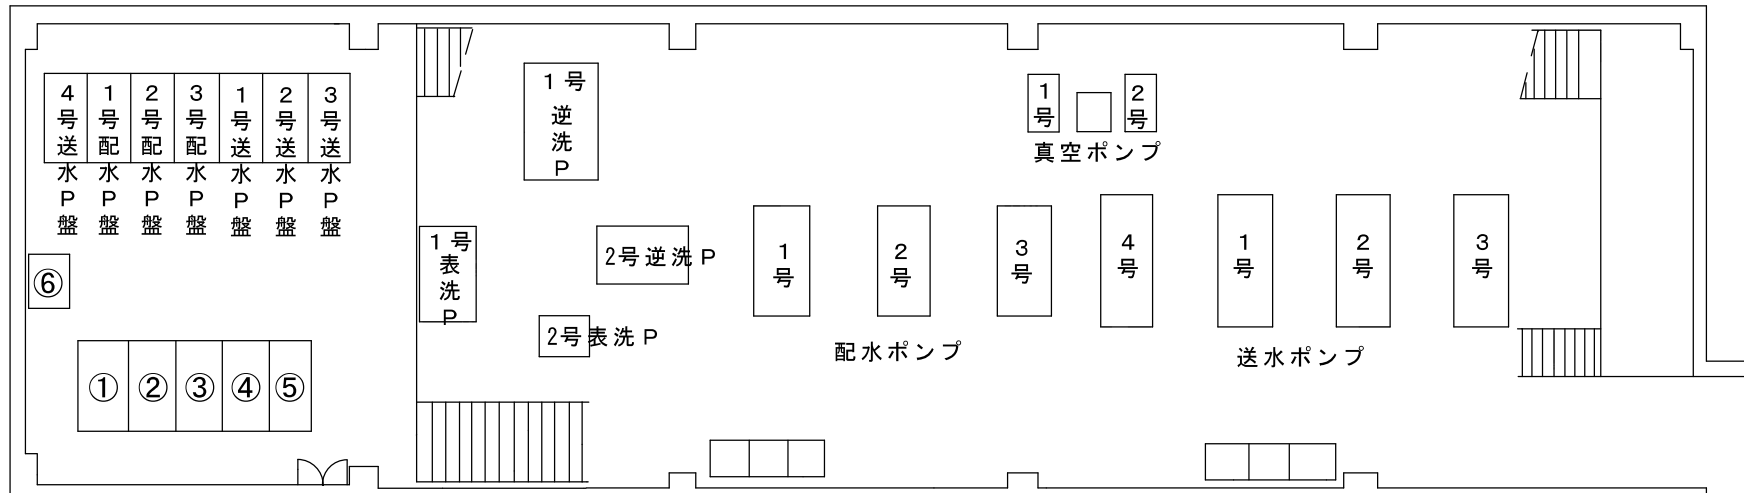 4号送水P盤
1号配水P盤
2号配水P盤
3号配水P盤
1号送水P盤
2号送水P盤
3号送水P盤
⑥
①
②
③
④
⑤
1号
逆洗P
1号
表洗P
2号逆洗P
2号表洗P
1号
2号
真空ポンプ
1号
2号
3号
配水ポンプ
4号
1号
2号
3号
送水ポンプ